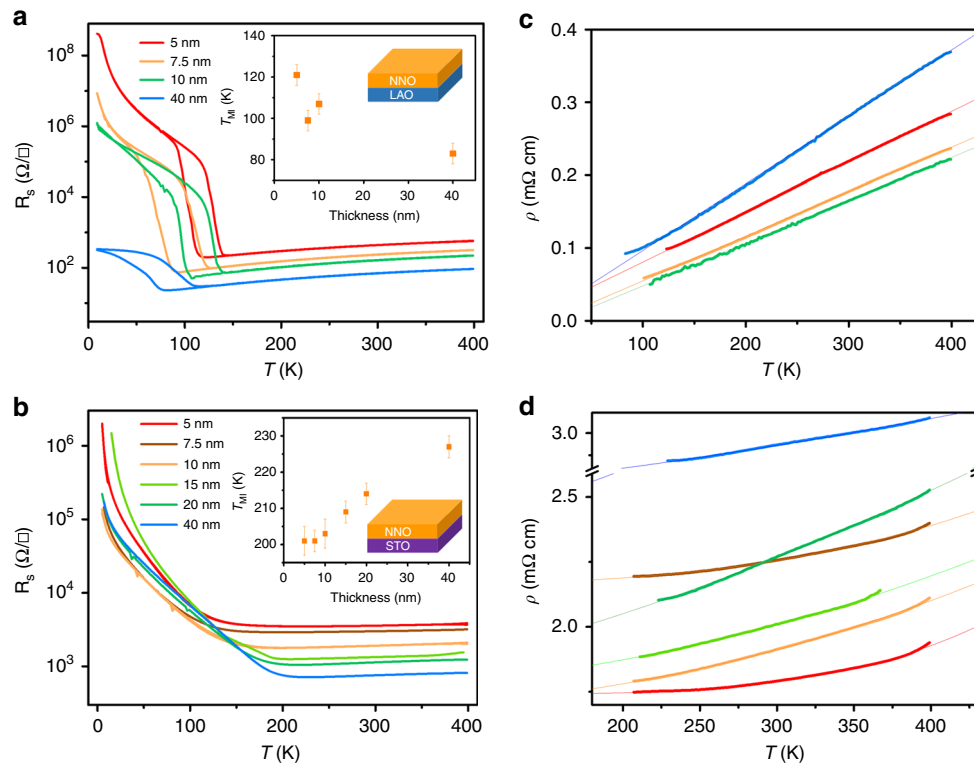 a
R_s (Ω/□)
10^8
10^6
10^4
10^2
0
100
200
300
400
T (K)
5 nm
7.5 nm
10 nm
40 nm
T_MI (K)
140
120
100
80
0
10
20
30
40
Thickness (nm)
NNO
LAO
c
ρ (mΩ cm)
0.4
0.3
0.2
0.1
0.0
100
200
300
400
T (K)
b
R_s (Ω/□)
10^6
10^5
10^4
10^3
0
100
200
300
400
T (K)
5 nm
7.5 nm
10 nm
15 nm
20 nm
40 nm
T_MI (K)
230
220
210
200
0
10
20
30
40
Thickness (nm)
NNO
STO
d
ρ (mΩ cm)
3.0
2.5
2.0
200
250
300
350
400
T (K)